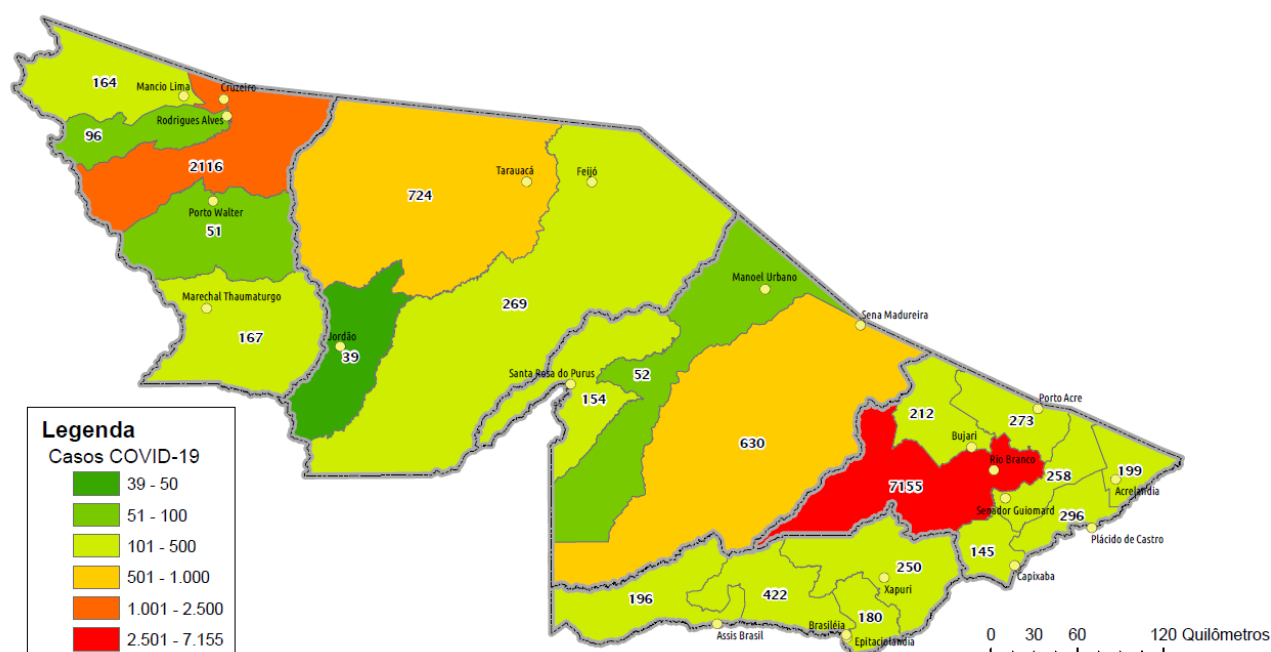 164
Mancio Lima
Cruzeiro
Rodrigues Alves
96
2116
Porto Walter
51
Marechal Thaumaturgo
167
Tarauacá
Feijó
724
269
Jordão
39
Manoel Urbano
Sena Madureira
Santa Rosa do Purus
52
154
630
212
Porto Acre
273
Bujari
Rio Branco
7155
258
199
Acrelândia
Senador Guiomard
296
Plácido de Castro
145
Capixaba
250
Xapuri
196
422
180
Assis Brasil
Brasiléia
Epitaciolândia
Legenda
Casos COVID-19
39 - 50
51 - 100
101 - 500
501 - 1.000
1.001 - 2.500
2.501 - 7.155
0 30 60 120 Quilômetros